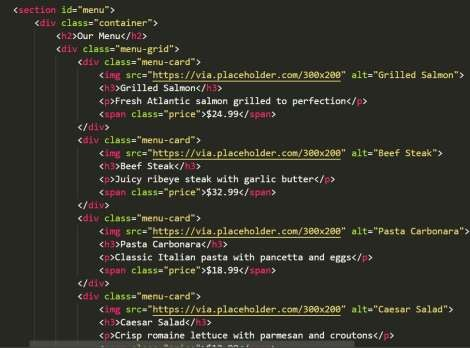 <section id="menu">
<div class="container">
<h2>Our Menu</h2>
<div class="menu-grid">
<div class="menu-card">
<img src="https://via.placeholder.com/300x200" alt="Grilled Salmon">
<h3>Grilled Salmon</h3>
<p>Fresh Atlantic salmon grilled to perfection</p>
<span class="price">$24.99</span>
</div>
<div class="menu-card">
<img src="https://via.placeholder.com/300x200" alt="Beef Steak">
<h3>Beef Steak</h3>
<p>Juicy ribeye steak with garlic butter</p>
<span class="price">$32.99</span>
</div>
<div class="menu-card">
<img src="https://via.placeholder.com/300x200" alt="Pasta Carbonara">
<h3>Pasta Carbonara</h3>
<p>Classic Italian pasta with pancetta and eggs</p>
<span class="price">$18.99</span>
</div>
<div class="menu-card">
<img src="https://via.placeholder.com/300x200" alt="Caesar Salad">
<h3>Caesar Salad</h3>
<p>Crisp romaine lettuce with parmesan and croutons</p>